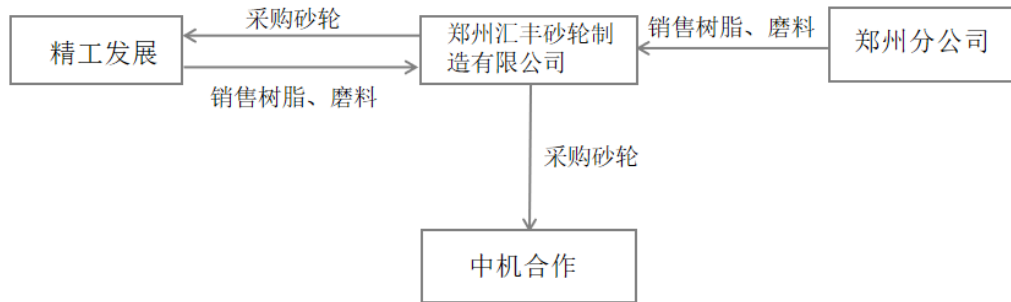 采购砂轮
精工发展
郑州汇丰砂轮制
造有限公司
销售树脂、磨料
郑州分公司
销售树脂、磨料
采购砂轮
中机合作